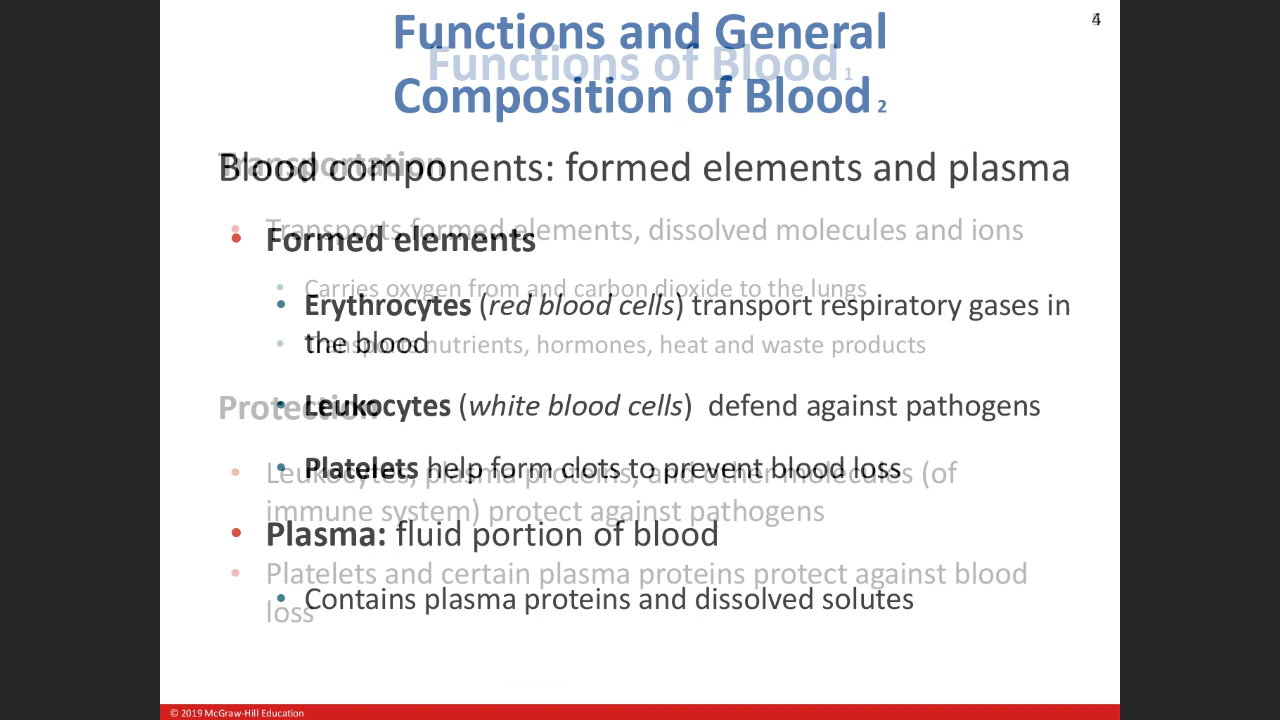 4
Functions and General
Composition of Blood 2
Functions of Blood 1
Blood components: formed elements and plasma
• Formed elements
• Erythrocytes (red blood cells) transport respiratory gases in
the blood
• Leukocytes (white blood cells) defend against pathogens
• Platelets help form clots to prevent blood loss
• Plasma: fluid portion of blood
• Contains plasma proteins and dissolved solutes
Transportation
• Transports formed elements, dissolved molecules and ions
• Carries oxygen from and carbon dioxide to the lungs
• Transports nutrients, hormones, heat and waste products
Protection
• Leukocytes, plasma proteins, and other molecules (of
immune system) protect against pathogens
• Platelets and certain plasma proteins protect against blood
loss
© 2019 McGraw-Hill Education